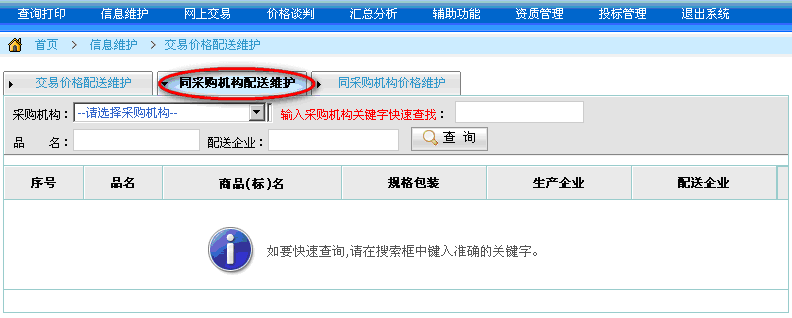 查询打印 信息维护 网上交易 价格谈判 汇总分析 辅助功能 资质管理 投标管理 退出系统
首页 > 信息维护 > 交易价格配送维护
交易价格配送维护 同采购机构配送维护 同采购机构价格维护
采购机构： --请选择采购机构-- 输入采购机构关键字快速查找：
品 名： 配送企业： 查 询
序号 品名 商品(标)名 规格包装 生产企业 配送企业
如要快速查询,请在搜索框中键入准确的关键字。